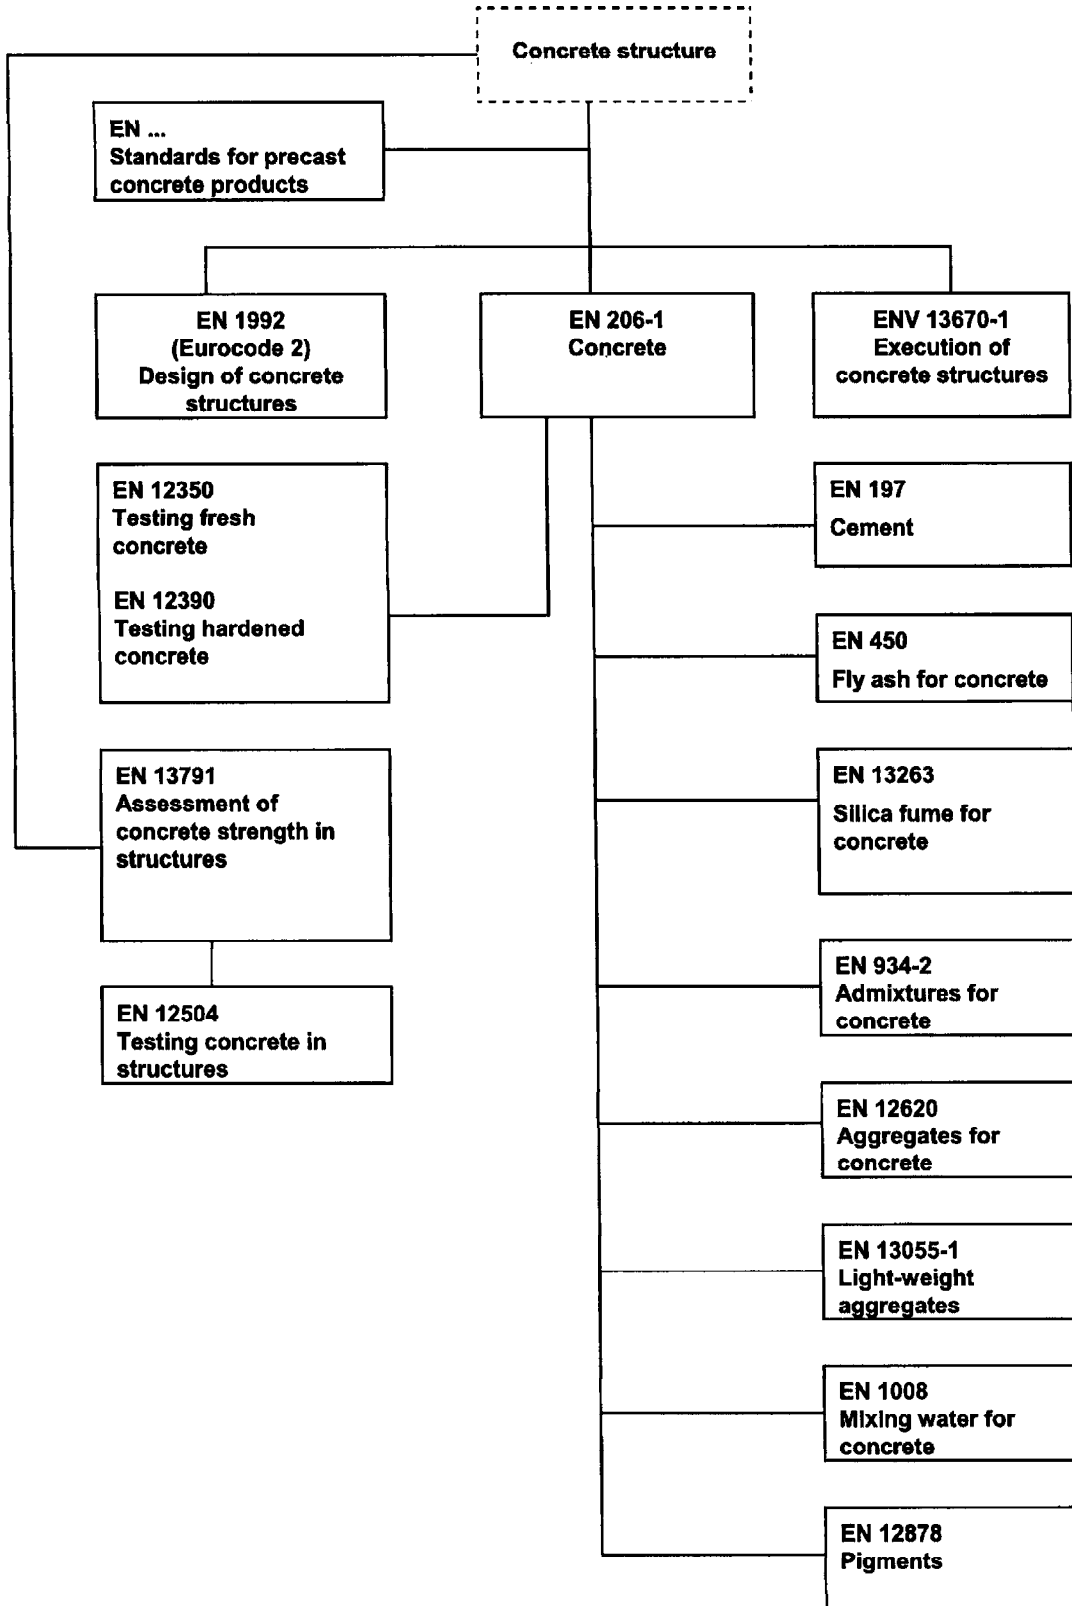 Concrete structure
EN ...
Standards for precast
concrete products
EN 1992
(Eurocode 2)
Design of concrete
structures
EN 206-1
Concrete
ENV 13670-1
Execution of
concrete structures
EN 12350
Testing fresh
concrete
EN 12390
Testing hardened
concrete
EN 13791
Assessment of
concrete strength in
structures
EN 12504
Testing concrete in
structures
EN 197
Cement
EN 450
Fly ash for concrete
EN 13263
Silica fume for
concrete
EN 934-2
Admixtures for
concrete
EN 12620
Aggregates for
concrete
EN 13055-1
Light-weight
aggregates
EN 1008
Mixing water for
concrete
EN 12878
Pigments